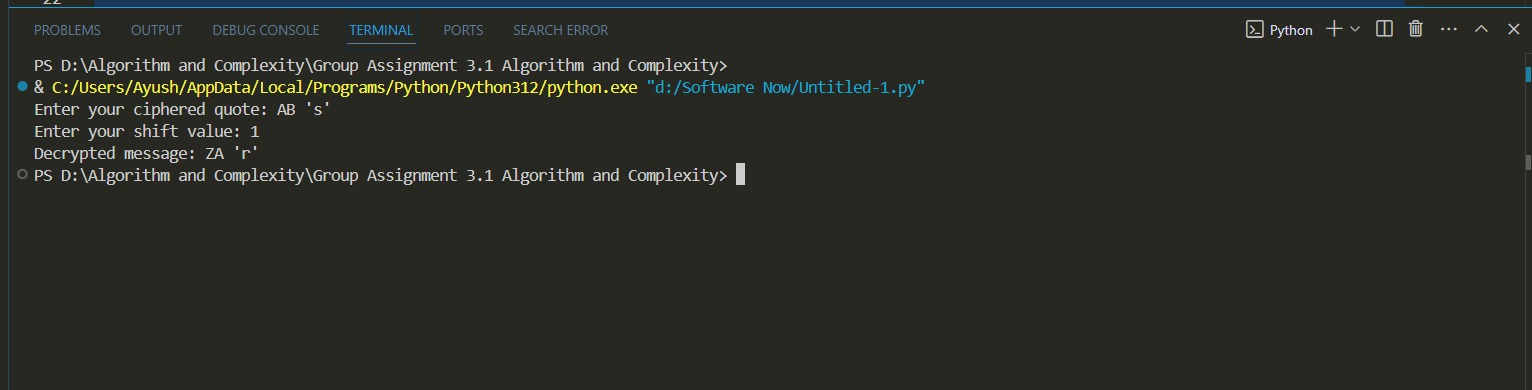 22
PROBLEMS OUTPUT DEBUG CONSOLE TERMINAL PORTS SEARCH ERROR Python
PS D:\Algorithm and Complexity\Group Assignment 3.1 Algorithm and Complexity>
& C:/Users/Ayush/AppData/Local/Programs/Python/Python312/python.exe "d:/Software Now/Untitled-1.py"
Enter your ciphered quote: AB 's'
Enter your shift value: 1
Decrypted message: ZA 'r'
PS D:\Algorithm and Complexity\Group Assignment 3.1 Algorithm and Complexity>